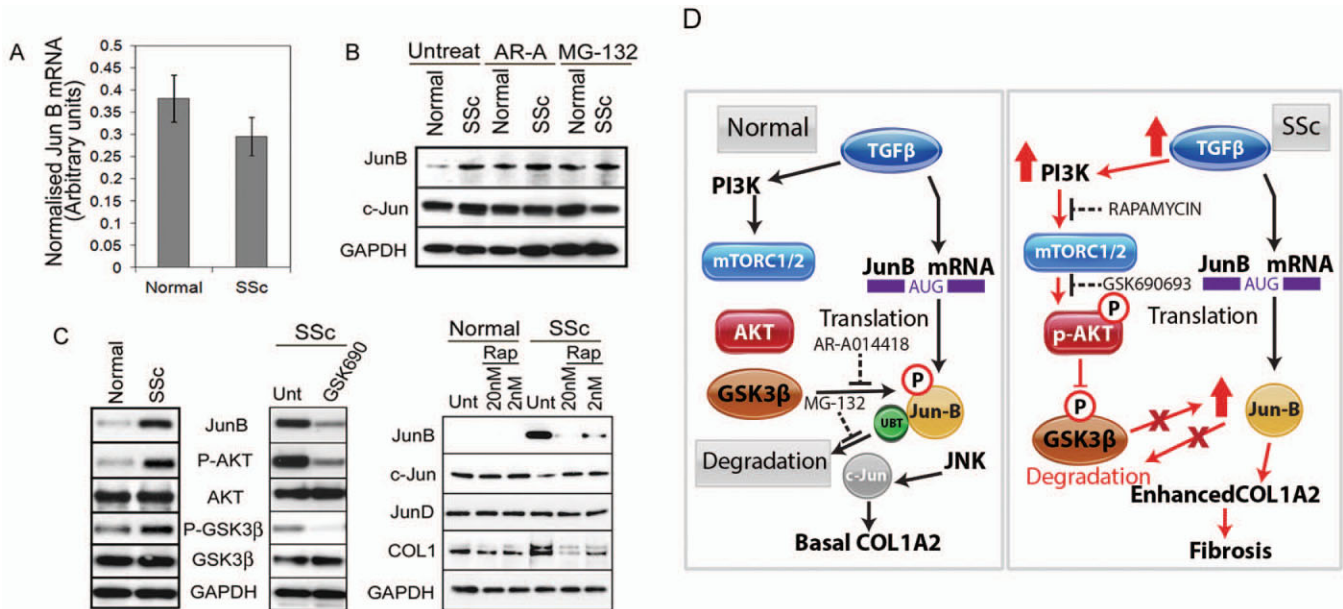 A
Normalised Jun B mRNA
(Arbitrary units)
0.5
0.45
0.4
0.35
0.3
0.25
0.2
0.15
0.1
0.05
0
Normal
SSc
B
Untreat AR-A MG-132
Normal
SSc
Normal
SSc
Normal
SSc
JunB
c-Jun
GAPDH
C
Normal
SSc
SSc
Unt
GSK690
JunB
P-AKT
AKT
P-GSK3β
GSK3β
GAPDH
Normal SSc
Rap Rap
Unt
20nM
2nM
Unt
20nM
2nM
JunB
c-Jun
JunD
COL1
GAPDH
D
Normal
TGFβ
PI3K
mTORC1/2
JunB mRNA
AUG
AKT
Translation
AR-A014418
P
GSK3β
MG-132
Jun-B
UBT
Degradation
c-Jun
JNK
Basal COL1A2
SSc
TGFβ
PI3K
RAPAMYCIN
mTORC1/2
JunB mRNA
GSK690693
AUG
P
p-AKT
Translation
P
GSK3β
X
X
Jun-B
Degradation
EnhancedCOL1A2
Fibrosis